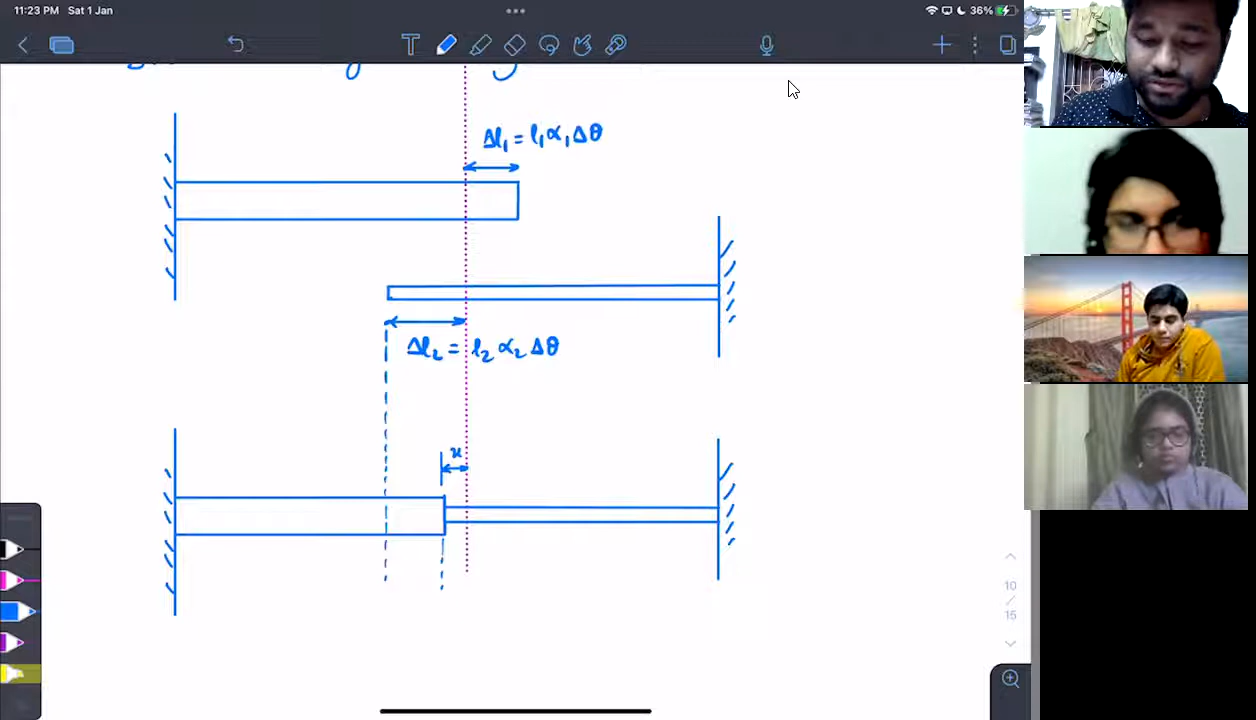 11:23 PM Sat 1 Jan
36%
T
Δl₁ = l₁α₁Δθ
Δl₂ = l₂α₂Δθ
x
10
/
15